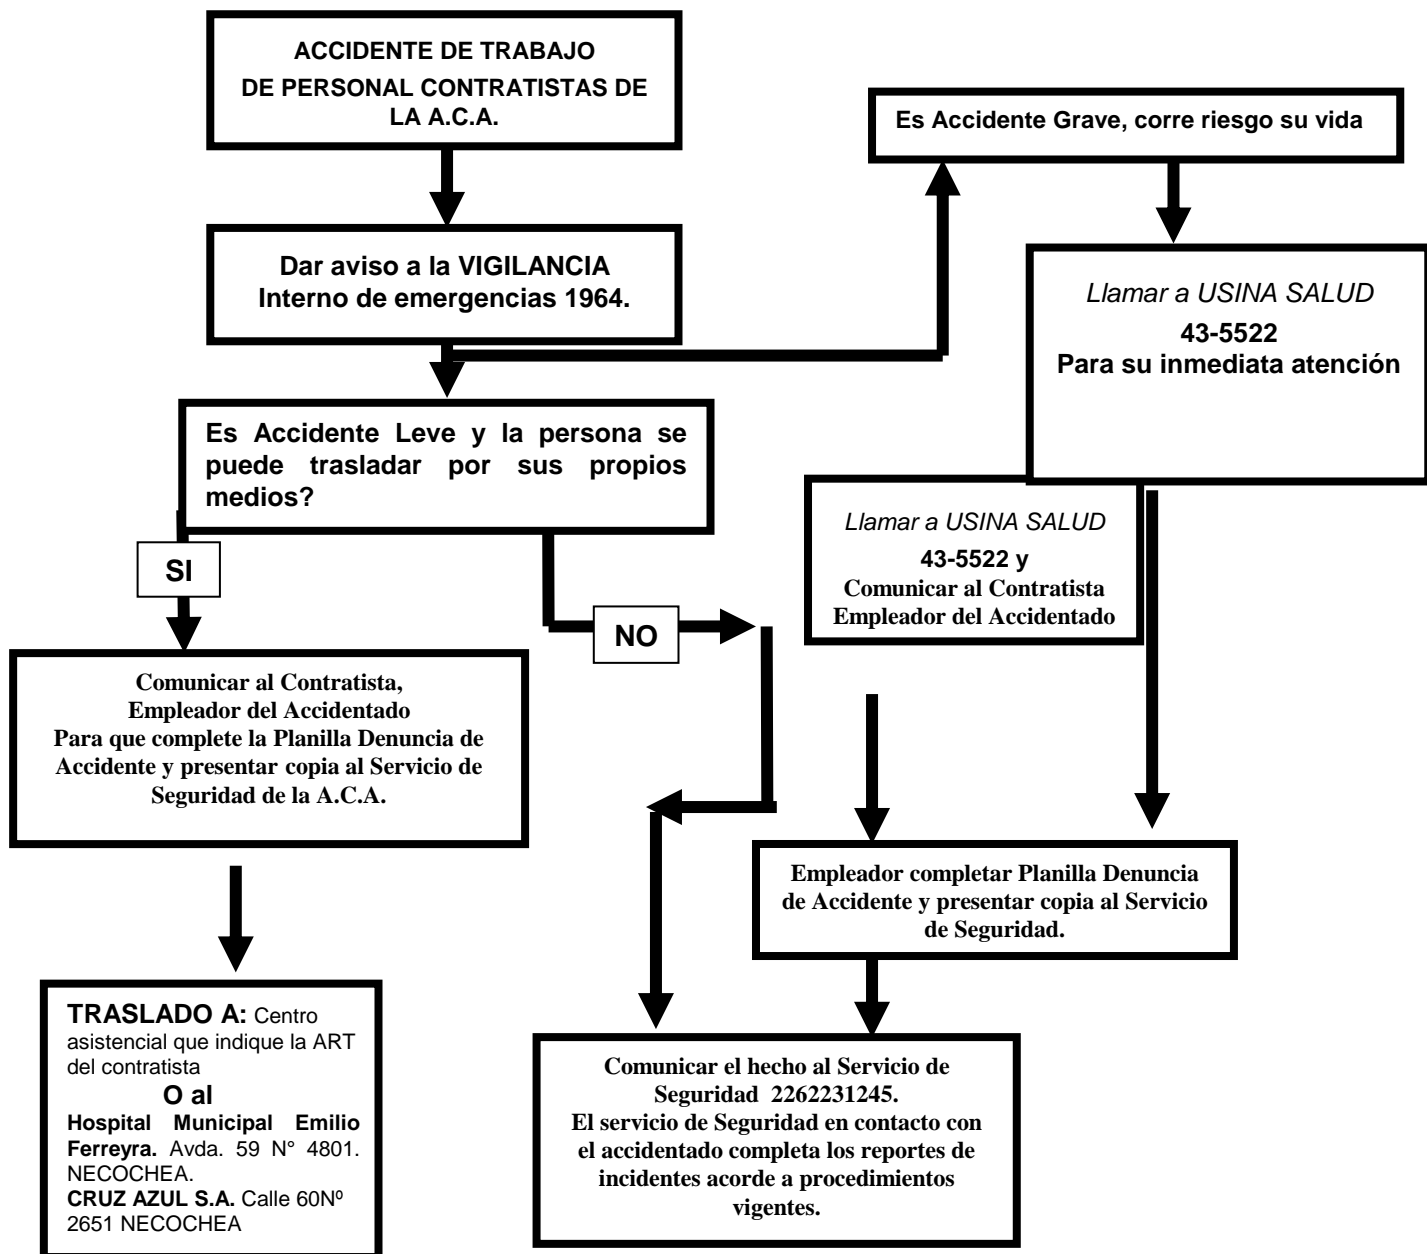 ACCIDENTE DE TRABAJO
DE PERSONAL CONTRATISTAS DE
LA A.C.A.
Es Accidente Grave, corre riesgo su vida
Dar aviso a la VIGILANCIA
Interno de emergencias 1964.
Llamar a USINA SALUD
43-5522
Para su inmediata atención
Es Accidente Leve y la persona se
puede trasladar por sus propios
medios?
Llamar a USINA SALUD
43-5522 y
Comunicar al Contratista
Empleador del Accidentado
SI
NO
Comunicar al Contratista,
Empleador del Accidentado
Para que complete la Planilla Denuncia de
Accidente y presentar copia al Servicio de
Seguridad de la A.C.A.
Empleador completar Planilla Denuncia
de Accidente y presentar copia al Servicio
de Seguridad.
TRASLADO A: Centro
asistencial que indique la ART
del contratista
O al
Hospital Municipal Emilio
Ferreyra. Avda. 59 N° 4801.
NECOCHEA.
CRUZ AZUL S.A. Calle 60Nº
2651 NECOCHEA
Comunicar el hecho al Servicio de
Seguridad 2262231245.
El servicio de Seguridad en contacto con
el accidentado completa los reportes de
incidentes acorde a procedimientos
vigentes.